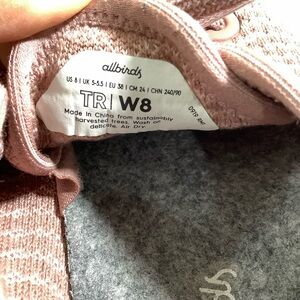 allbirds
US 8 | UK 5-5.5 | EU 38 | CM 24 | CHN 240/90
TR | W8
Made in China from sustainably
harvested trees. Wash on
delicate. Air Dry.